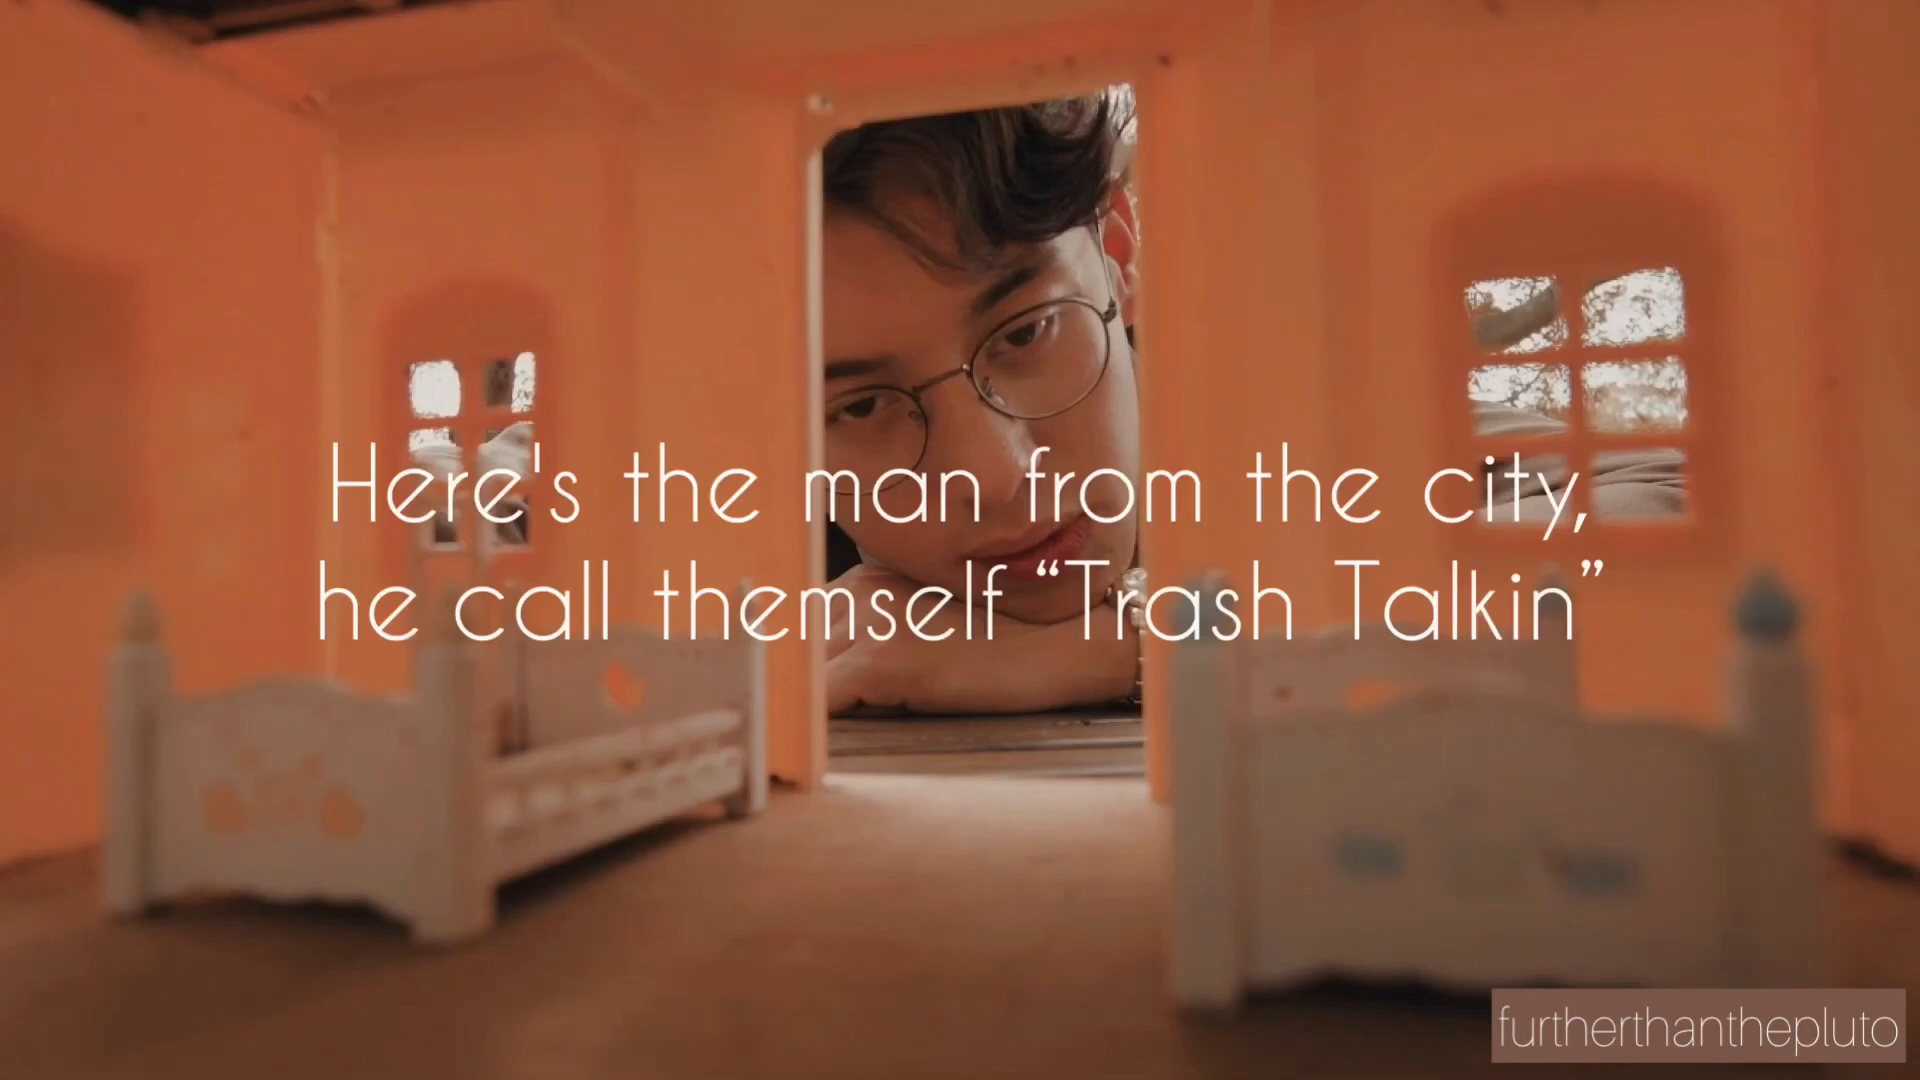 Here's the man from the city,
he call themself “Trash Talkin”
furtherthanthepluto